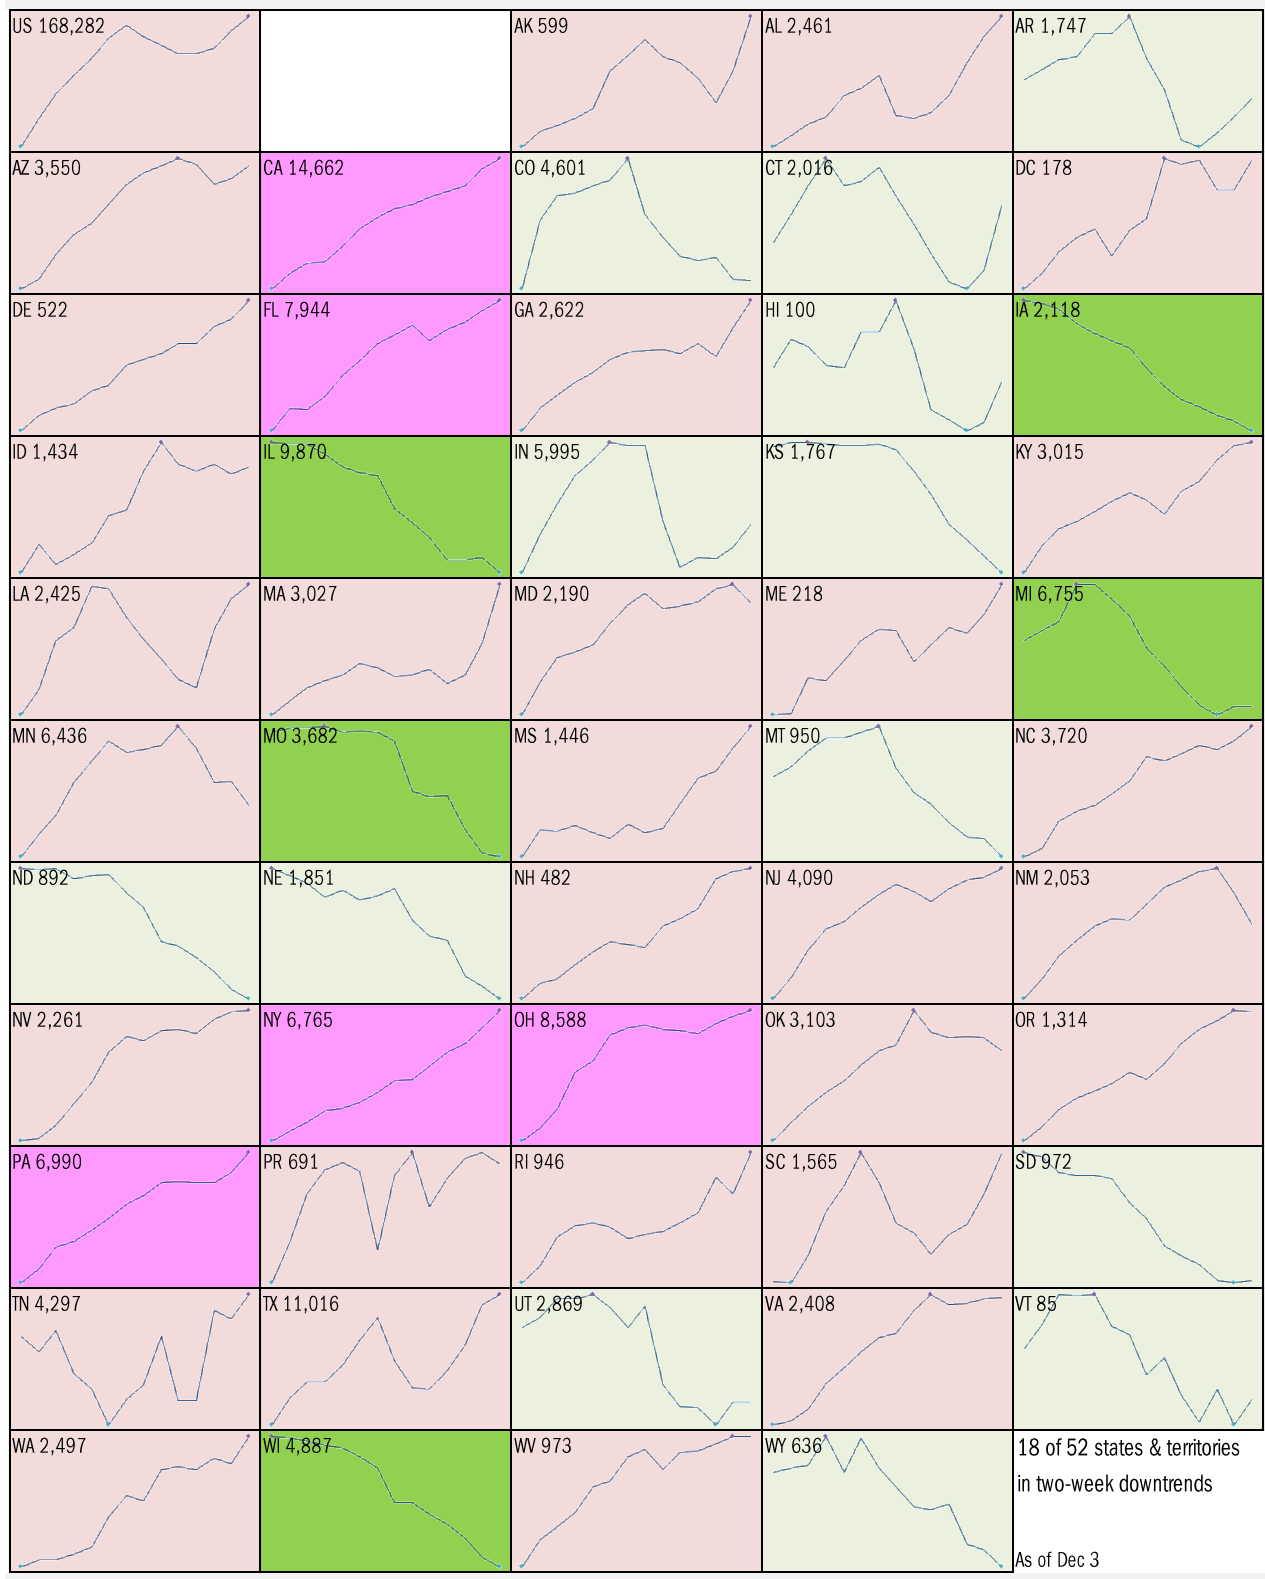 US 168,282
AK 599
AL 2,461
AR 1,747
AZ 3,550
CA 14,662
CO 4,601
CT 2,016
DC 178
DE 522
FL 7,944
GA 2,622
HI 100
IA 2,118
ID 1,434
IL 9,870
IN 5,995
KS 1,767
KY 3,015
LA 2,425
MA 3,027
MD 2,190
ME 218
MI 6,755
MN 6,436
MO 3,682
MS 1,446
MT 950
NC 3,720
ND 892
NE 1,851
NH 482
NJ 4,090
NM 2,053
NV 2,261
NY 6,765
OH 8,588
OK 3,103
OR 1,314
PA 6,990
PR 691
RI 946
SC 1,565
SD 972
TN 4,297
TX 11,016
UT 2,869
VA 2,408
VT 85
WA 2,497
WI 4,887
WV 973
WY 636
18 of 52 states & territories
in two-week downtrends
As of Dec 3